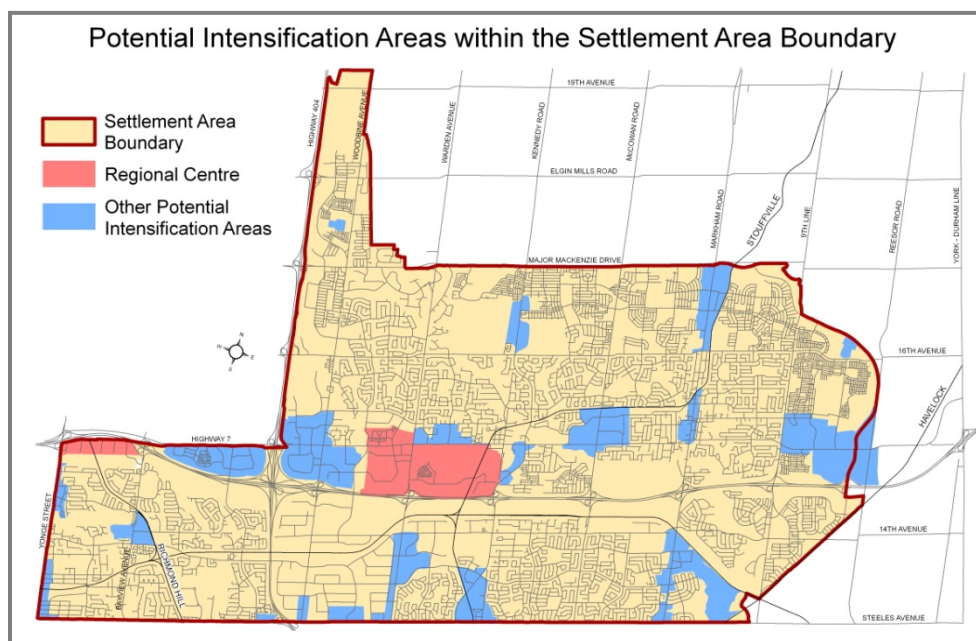 Potential Intensification Areas within the Settlement Area Boundary
Settlement Area
Boundary
Regional Centre
Other Potential
Intensification Areas
19TH AVENUE
HIGHWAY 404
WOODBINE AVENUE
WARDEN AVENUE
KENNEDY ROAD
McCOWAN ROAD
ELGIN MILLS ROAD
MARKHAM ROAD
STOUFFVILLE
9TH LINE
REESOR ROAD
YORK - DURHAM LINE
MAJOR MACKENZIE DRIVE
N
W
E
S
16TH AVENUE
HAVELOCK
HIGHWAY 7
YONGE STREET
BAYVIEW AVENUE
RICHMOND HILL
14TH AVENUE
STEELES AVENUE